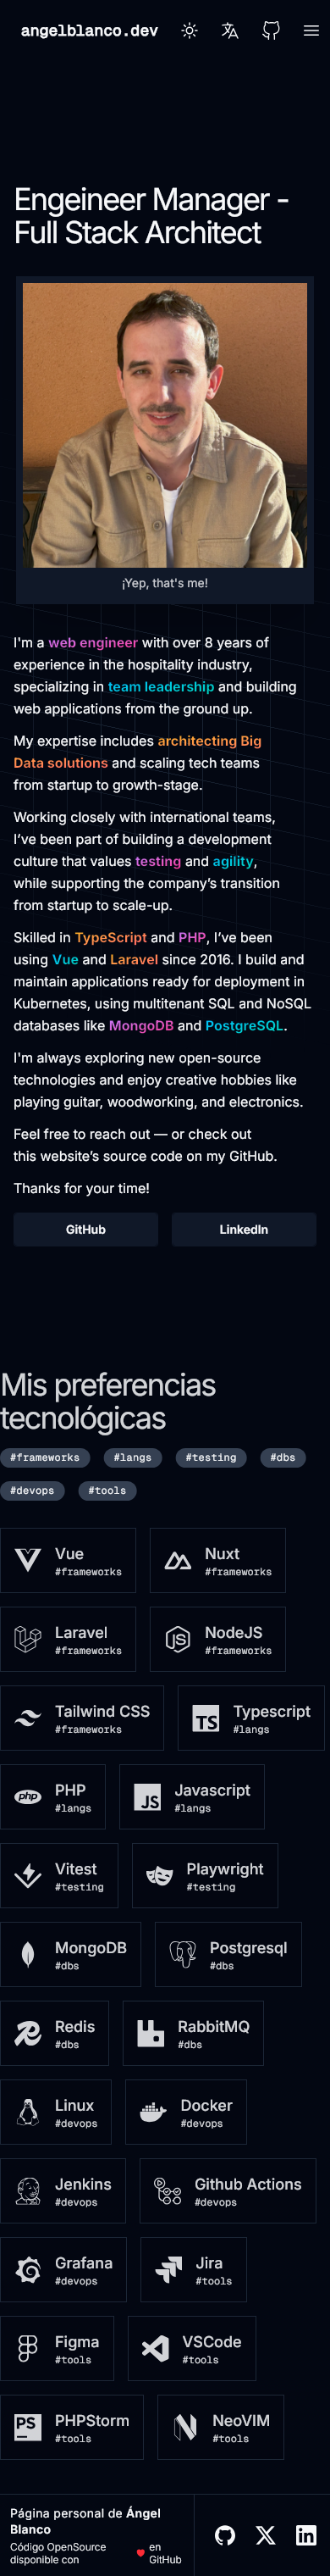 angelblanco.dev
Engeineer Manager -
Full Stack Architect
¡Yep, that's me!
I'm a web engineer with over 8 years of
experience in the hospitality industry,
specializing in team leadership and building
web applications from the ground up.
My expertise includes architecting Big
Data solutions and scaling tech teams
from startup to growth-stage.
Working closely with international teams,
I've been part of building a development
culture that values testing and agility,
while supporting the company's transition
from startup to scale-up.
Skilled in TypeScript and PHP, I've been
using Vue and Laravel since 2016. I build and
maintain applications ready for deployment in
Kubernetes, using multitenant SQL and NoSQL
databases like MongoDB and PostgreSQL.
I'm always exploring new open-source
technologies and enjoy creative hobbies like
playing guitar, woodworking, and electronics.
Feel free to reach out — or check out
this website's source code on my GitHub.
Thanks for your time!
GitHub LinkedIn
Mis preferencias
tecnológicas
#frameworks #langs #testing #dbs
#devops #tools
Vue Nuxt
#frameworks #frameworks
Laravel NodeJS
#frameworks #frameworks
Tailwind CSS TS Typescript
#frameworks #langs
php PHP JS Javascript
#langs #langs
Vitest Playwright
#testing #testing
MongoDB Postgresql
#dbs #dbs
Redis RabbitMQ
#dbs #dbs
Linux Docker
#devops #devops
Jenkins Github Actions
#devops #devops
Grafana Jira
#devops #tools
Figma VSCode
#tools #tools
PS PHPStorm NeoVIM
#tools #tools
Página personal de Ángel
Blanco
Código OpenSource
disponible con en
GitHub